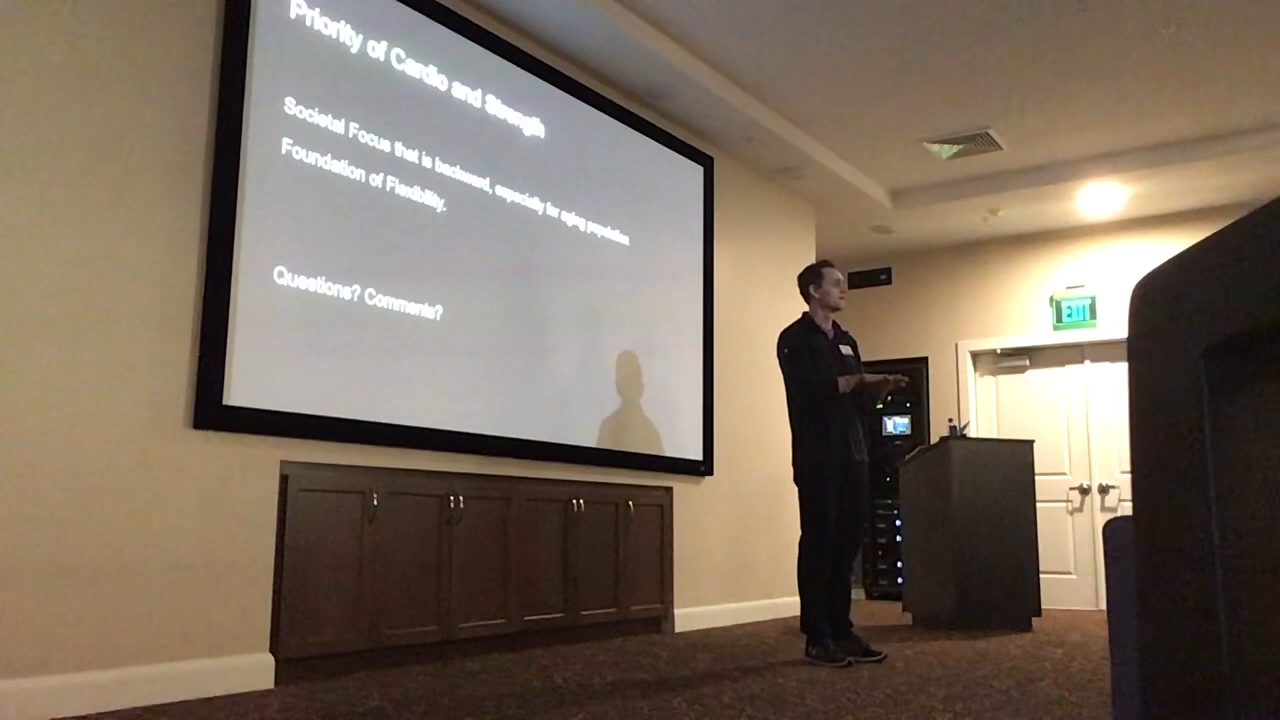 Priority of Cardio and Strength
Societal Focus that is backward, especially for aging population
Foundation of Flexibility.
Questions? Comments?
EXIT